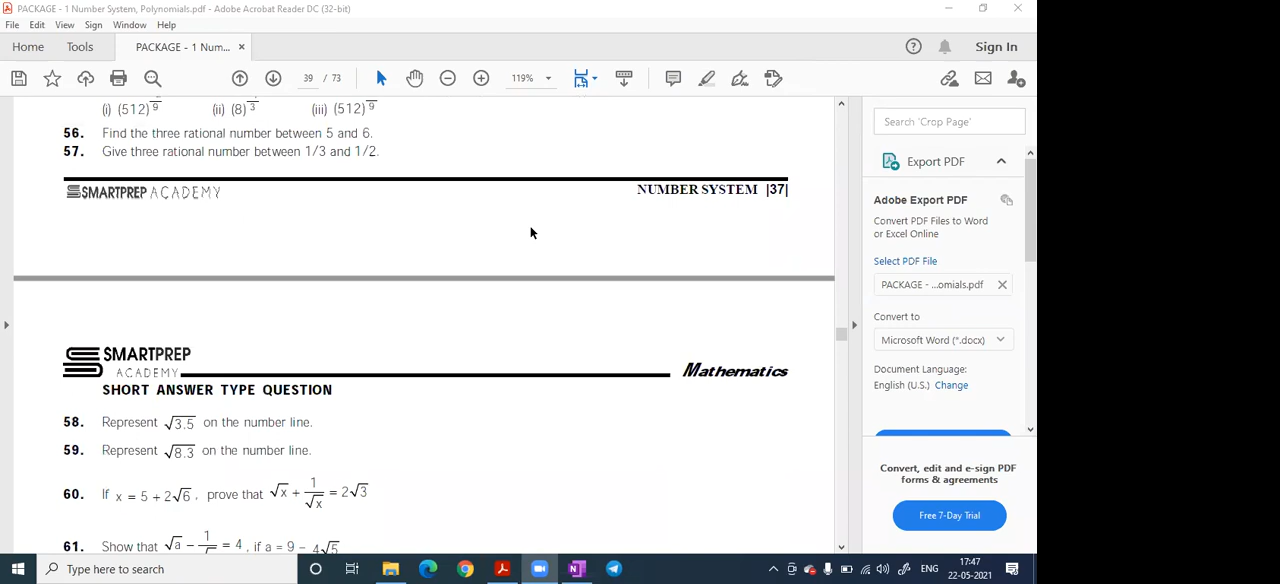 PACKAGE - 1 Number System, Polynomials.pdf - Adobe Acrobat Reader DC (32-bit)
File Edit View Sign Window Help
Home Tools PACKAGE - 1 Num... × Sign In
39 / 73 119%
(i) (512) 9 (ii) (8) 3 (iii) (512) 9
56. Find the three rational number between 5 and 6.
57. Give three rational number between 1/3 and 1/2.
SMARTPREP ACADEMY NUMBER SYSTEM |37|
SMARTPREP
ACADEMY Mathematics
SHORT ANSWER TYPE QUESTION
58. Represent √3.5 on the number line.
59. Represent √8.3 on the number line.
60. If x = 5 + 2√6, prove that √x + 1/√x = 2√3
61. Show that √a − 1/√ = 4, if a = 9 − 4√5
Search 'Crop Page'
Export PDF
Adobe Export PDF
Convert PDF Files to Word
or Excel Online
Select PDF File
PACKAGE - ...omials.pdf
Convert to
Microsoft Word (*.docx)
Document Language:
English (U.S.) Change
Convert, edit and e-sign PDF
forms & agreements
Free 7-Day Trial
Type here to search
ENG
17:47
22-05-2021